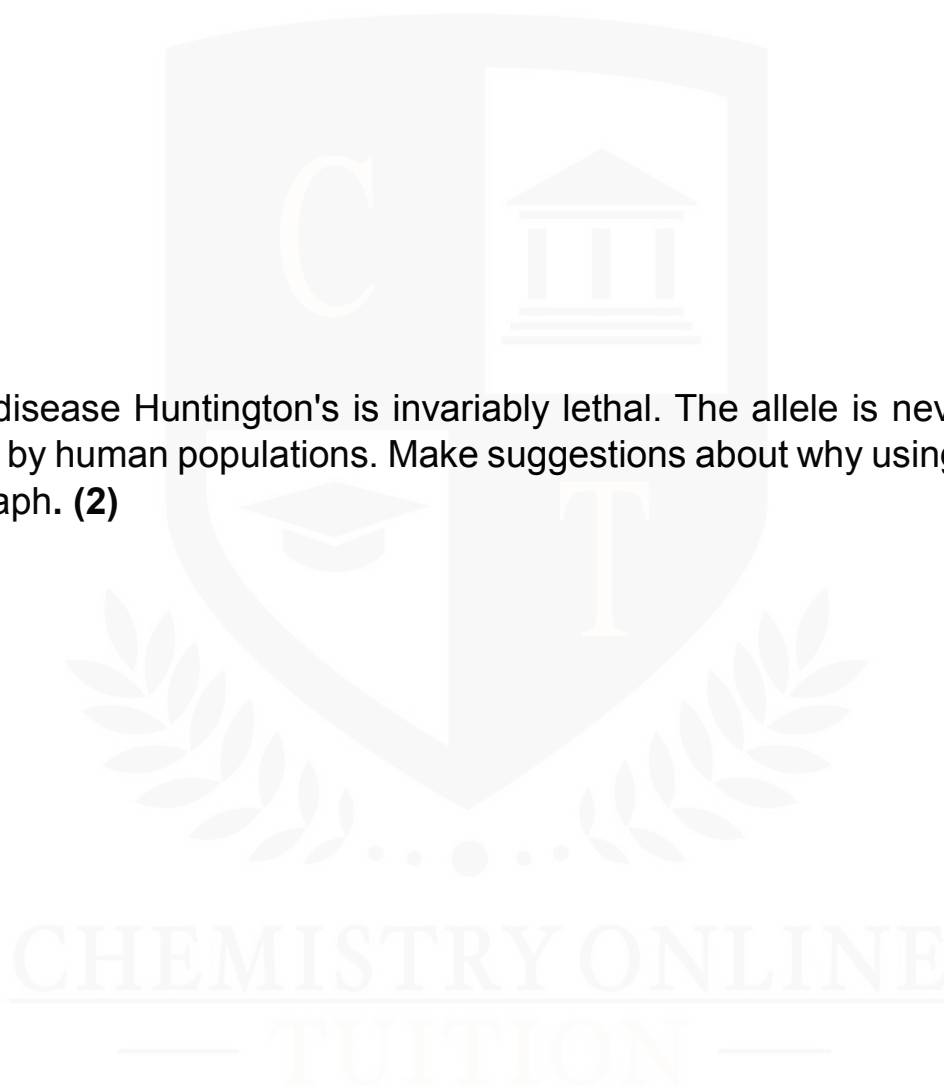 disease Huntington's is invariably lethal. The allele is nev
by human populations. Make suggestions about why using
aph. (2)
C
T
CHEMISTRY ONLINE
TUITION